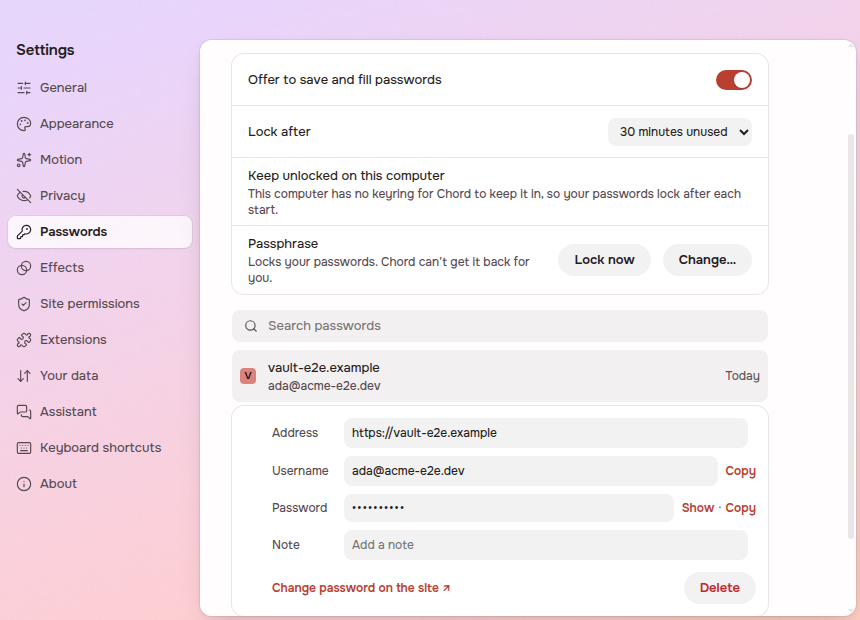 Settings
General
Appearance
Motion
Privacy
Passwords
Effects
Site permissions
Extensions
Your data
Assistant
Keyboard shortcuts
About
Offer to save and fill passwords
Lock after
30 minutes unused
Keep unlocked on this computer
This computer has no keyring for Chord to keep it in, so your passwords lock after each
start.
Passphrase
Locks your passwords. Chord can't get it back for
you.
Lock now
Change...
Search passwords
V
vault-e2e.example
ada@acme-e2e.dev
Today
Address
https://vault-e2e.example
Username
ada@acme-e2e.dev
Copy
Password
••••••••••
Show · Copy
Note
Add a note
Change password on the site ↗
Delete